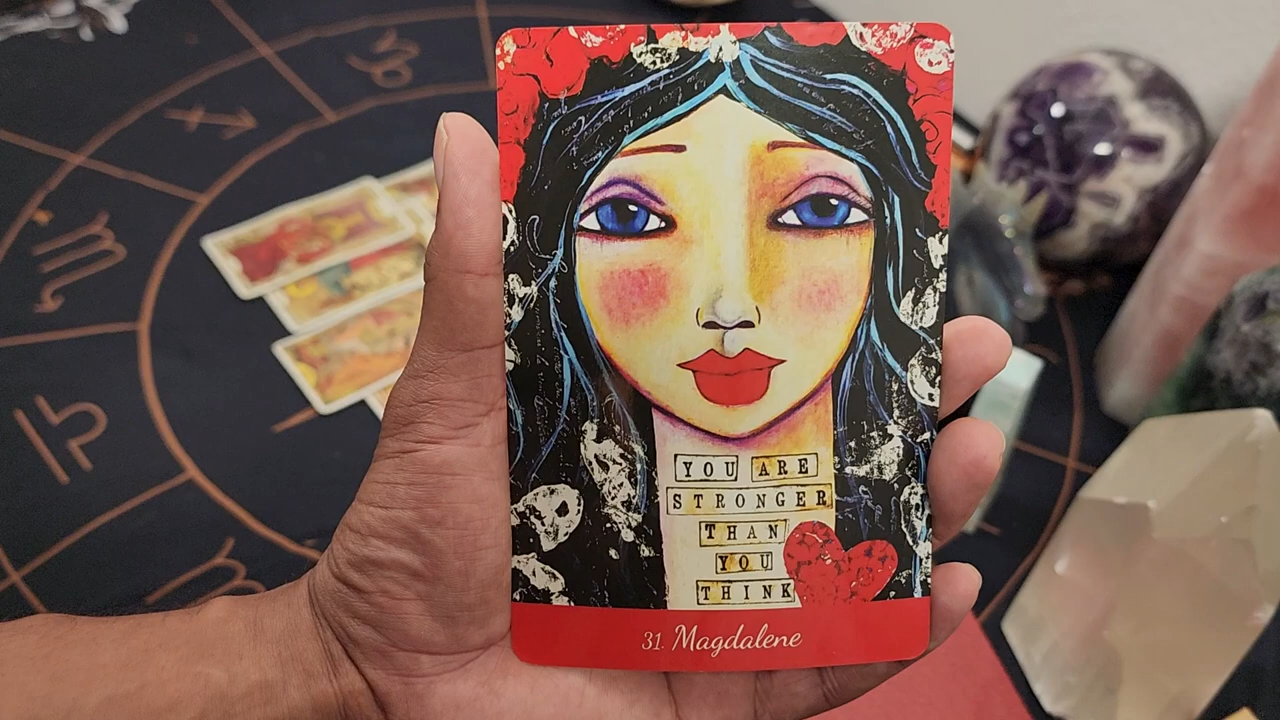 YOU ARE
STRONGER
THAN
YOU
THINK
31. Magdalene